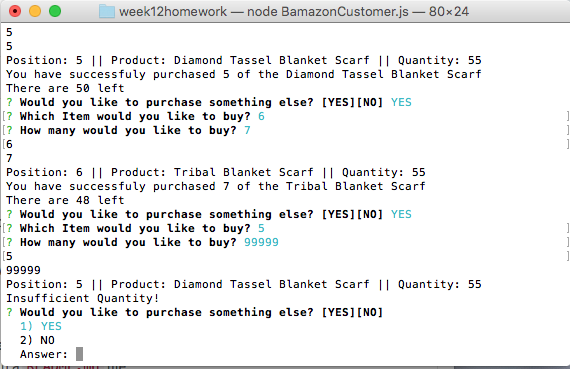 week12homework — node BamazonCustomer.js — 80×24
5
5
Position: 5 || Product: Diamond Tassel Blanket Scarf || Quantity: 55
You have successfuly purchased 5 of the Diamond Tassel Blanket Scarf
There are 50 left
? Would you like to purchase something else? [YES][NO] YES
[? Which Item would you like to buy? 6 ]
[? How many would you like to buy? 7 ]
[6 ]
7
Position: 6 || Product: Tribal Blanket Scarf || Quantity: 55
You have successfuly purchased 7 of the Tribal Blanket Scarf
There are 48 left
? Would you like to purchase something else? [YES][NO] YES
[? Which Item would you like to buy? 5 ]
[? How many would you like to buy? 99999 ]
[5 ]
99999
Position: 5 || Product: Diamond Tassel Blanket Scarf || Quantity: 55
Insufficient Quantity!
? Would you like to purchase something else? [YES][NO]
1) YES
2) NO
Answer: